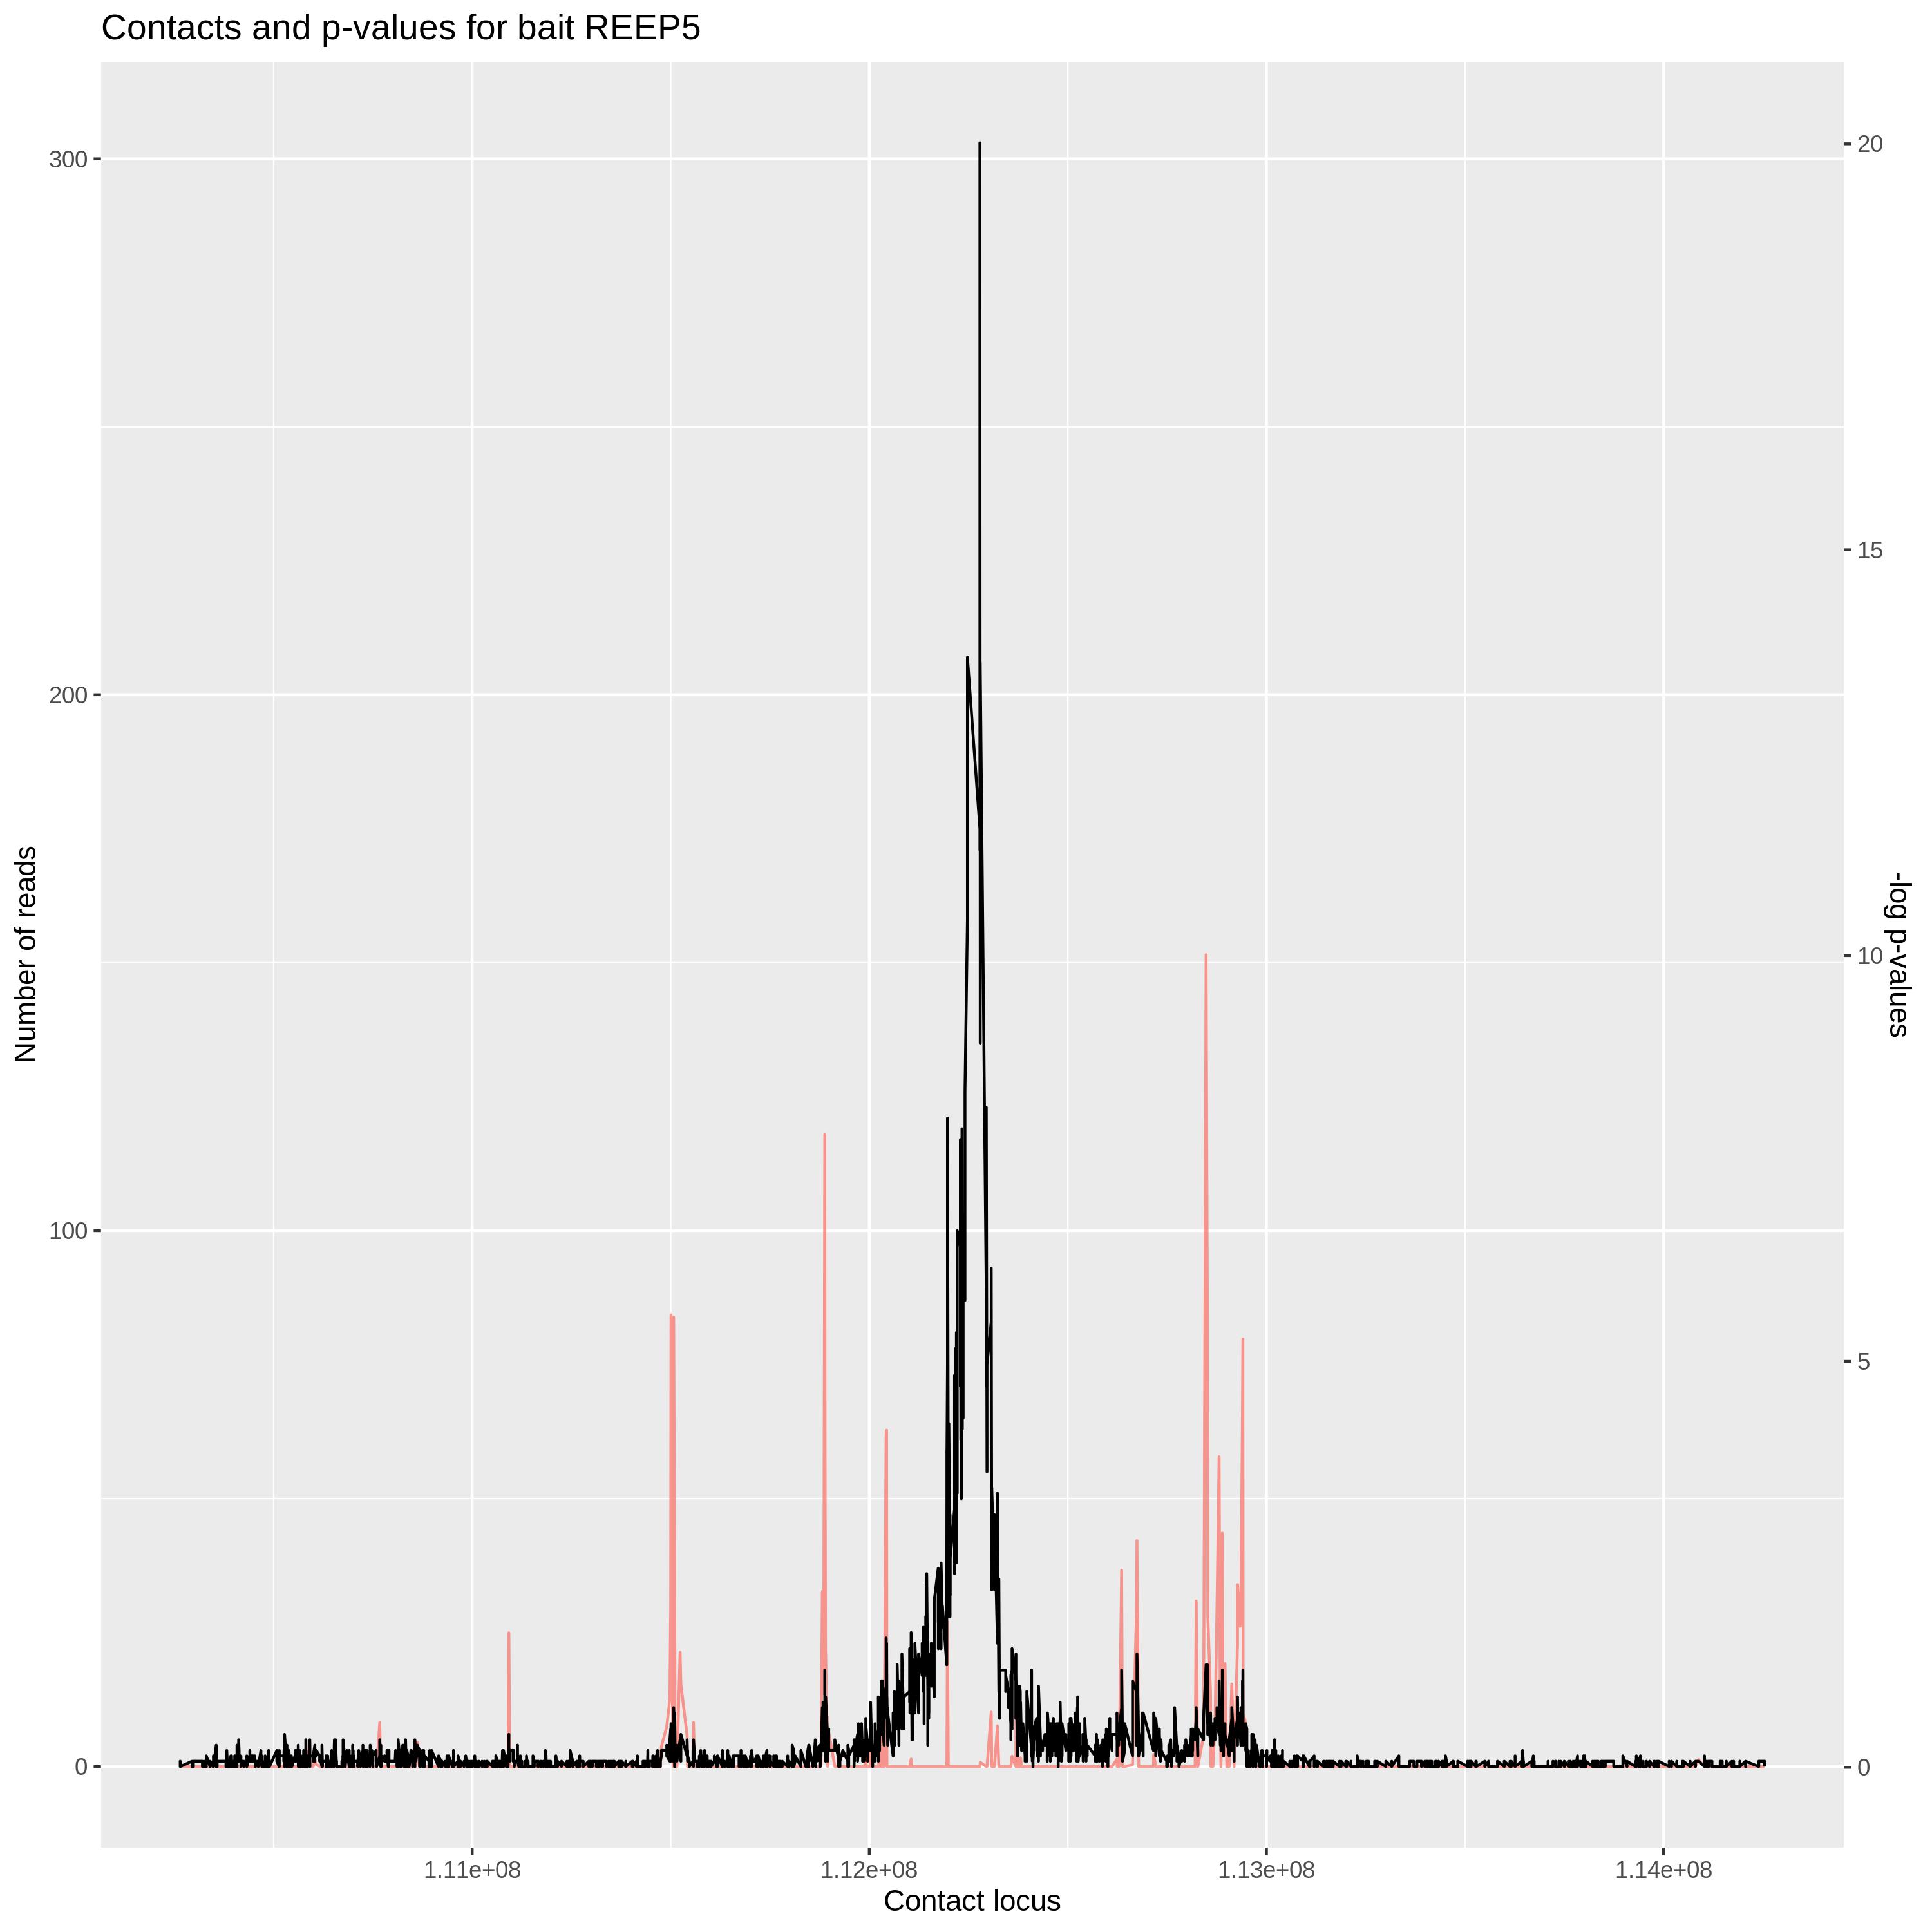 Contacts and p-values for bait REEP5
300
200
100
0
Number of reads
20
15
10
5
0
-log p-values
1.11e+08
1.12e+08
1.13e+08
1.14e+08
Contact locus